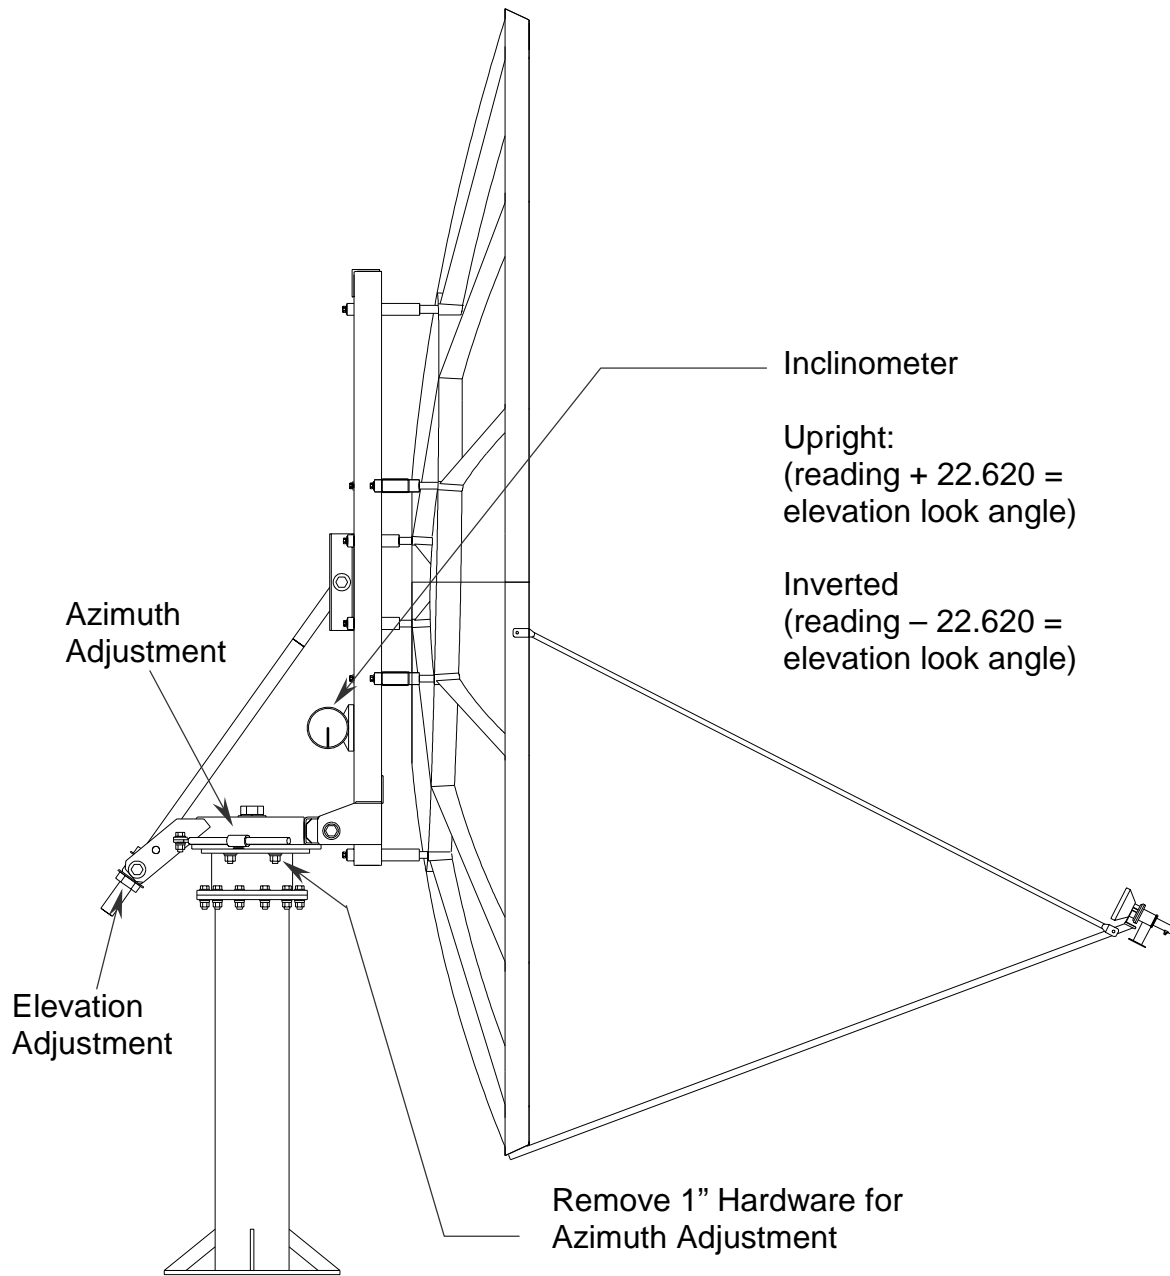 Inclinometer
Upright:
(reading + 22.620 =
elevation look angle)
Inverted
(reading – 22.620 =
elevation look angle)
Azimuth
Adjustment
Elevation
Adjustment
Remove 1” Hardware for
Azimuth Adjustment